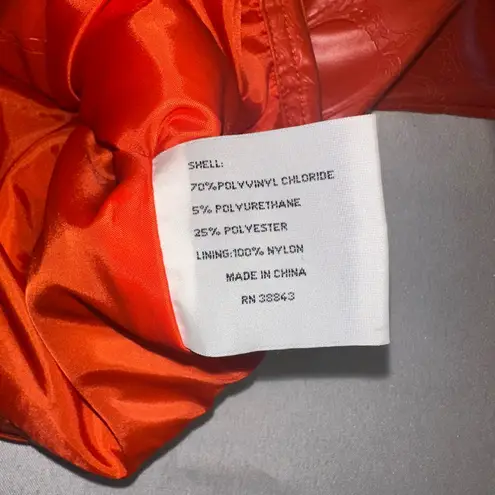 SHELL:
70%POLYVINYL CHLORIDE
5% POLYURETHANE
25% POLYESTER
LINING:100% NYLON
MADE IN CHINA
RN 38843